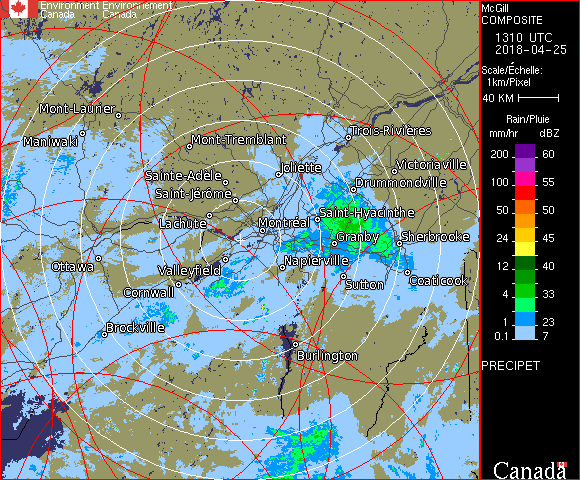 Environment Environnement
Canada Canada
McGill
COMPOSITE
1310 UTC
2018-04-25
Scale/Échelle:
1km/Pixel
40 KM
Rain/Pluie
mm/hr dBZ
200 60
100 55
50 50
24 45
12 40
4 33
1 23
0.1 7
PRECIPET
Canada
Mont-Laurier
Maniwaki
Mont-Tremblant
Trois-Rivières
Joliette
Victoriaville
Sainte-Adèle
Drummondville
Saint-Jérôme
Saint-Hyacinthe
Lachute
Montréal
Granby
Sherbrooke
Ottawa
Valleyfield
Napierville
Cornwall
Sutton
Coaticook
Brockville
Burlington